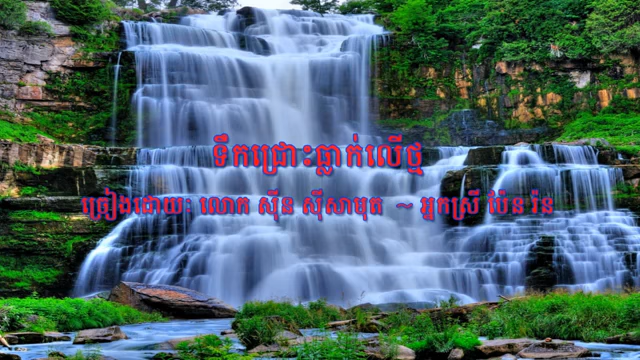 ទឹកជ្រោះធ្លាក់លើថ្ម
ច្រៀងដោយៈ លោក ស៊ីន ស៊ីសាមុត ~ អ្នកស្រី ប៉ែន រ៉ន